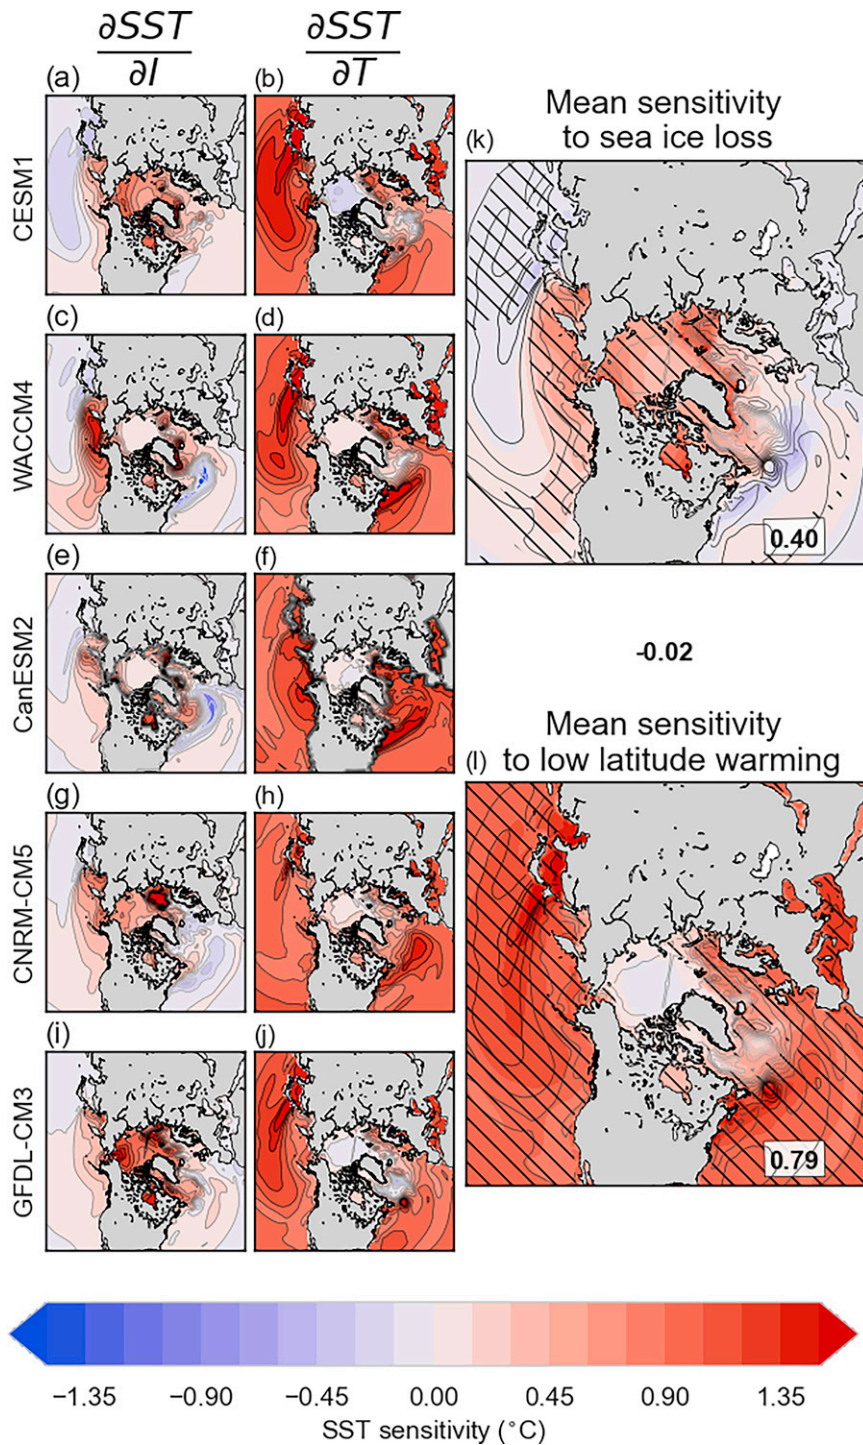 ∂SST
∂I
∂SST
∂T
(a)
(b)
CESM1
(c)
(d)
WACCM4
(e)
(f)
CanESM2
(g)
(h)
CNRM-CM5
(i)
(j)
GFDL-CM3
Mean sensitivity
(k) to sea ice loss
0.40
-0.02
Mean sensitivity
(l) to low latitude warming
0.79
−1.35 −0.90 −0.45 0.00 0.45 0.90 1.35
SST sensitivity (°C)